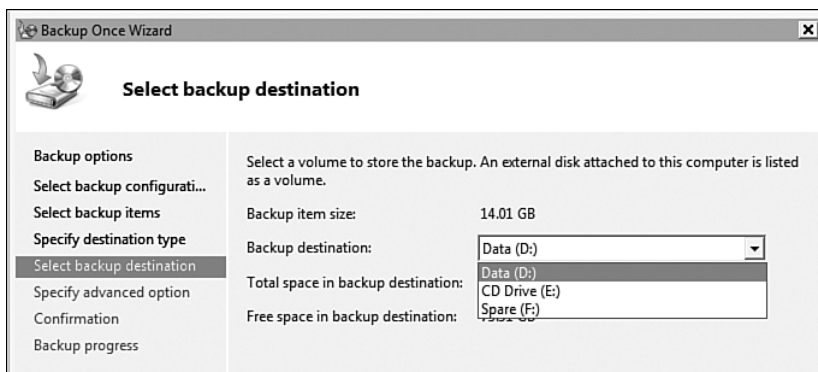 Backup Once Wizard
Select backup destination
Backup options
Select backup configurati...
Select backup items
Specify destination type
Select backup destination
Specify advanced option
Confirmation
Backup progress
Select a volume to store the backup. An external disk attached to this computer is listed
as a volume.
Backup item size: 14.01 GB
Backup destination: Data (D:)
Data (D:)
CD Drive (E:)
Spare (F:)
Total space in backup destination:
Free space in backup destination: